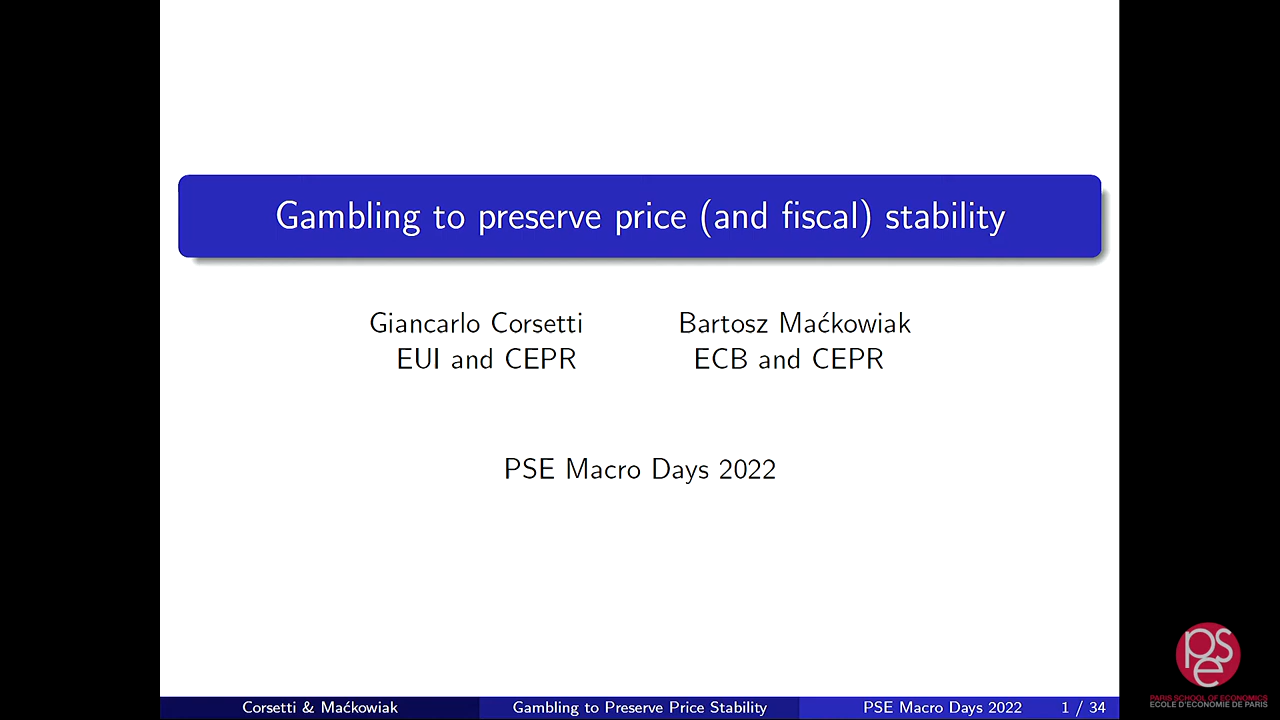 Gambling to preserve price (and fiscal) stability
Giancarlo Corsetti
EUI and CEPR
Bartosz Maćkowiak
ECB and CEPR
PSE Macro Days 2022
Corsetti & Maćkowiak
Gambling to Preserve Price Stability
PSE Macro Days 2022
1 / 34
pse
PARIS SCHOOL OF ECONOMICS
ECOLE D'ECONOMIE DE PARIS